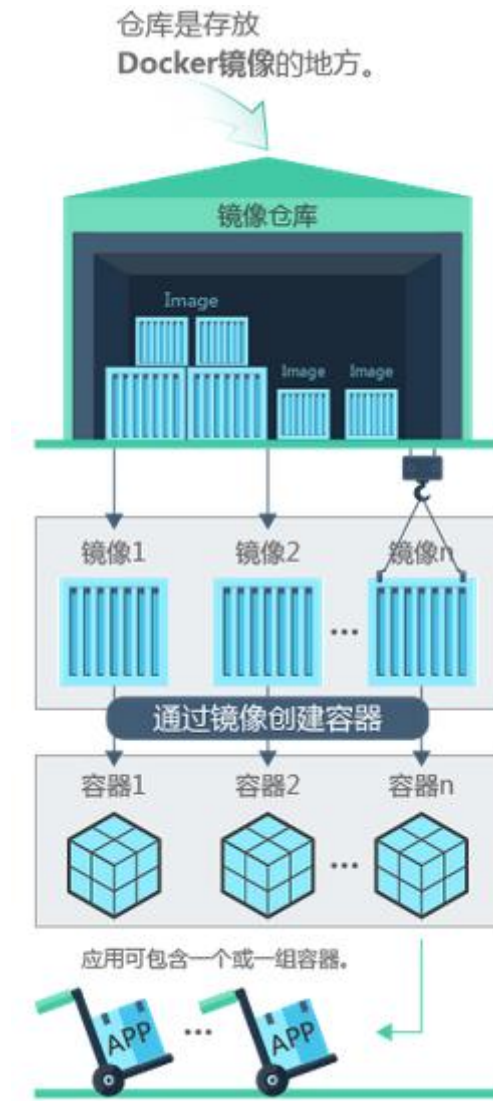 仓库是存放
Docker镜像的地方。
镜像仓库
Image
Image Image
镜像1 镜像2 镜像n
...
通过镜像创建容器
容器1 容器2 容器n
...
应用可包含一个或一组容器。
APP ... APP